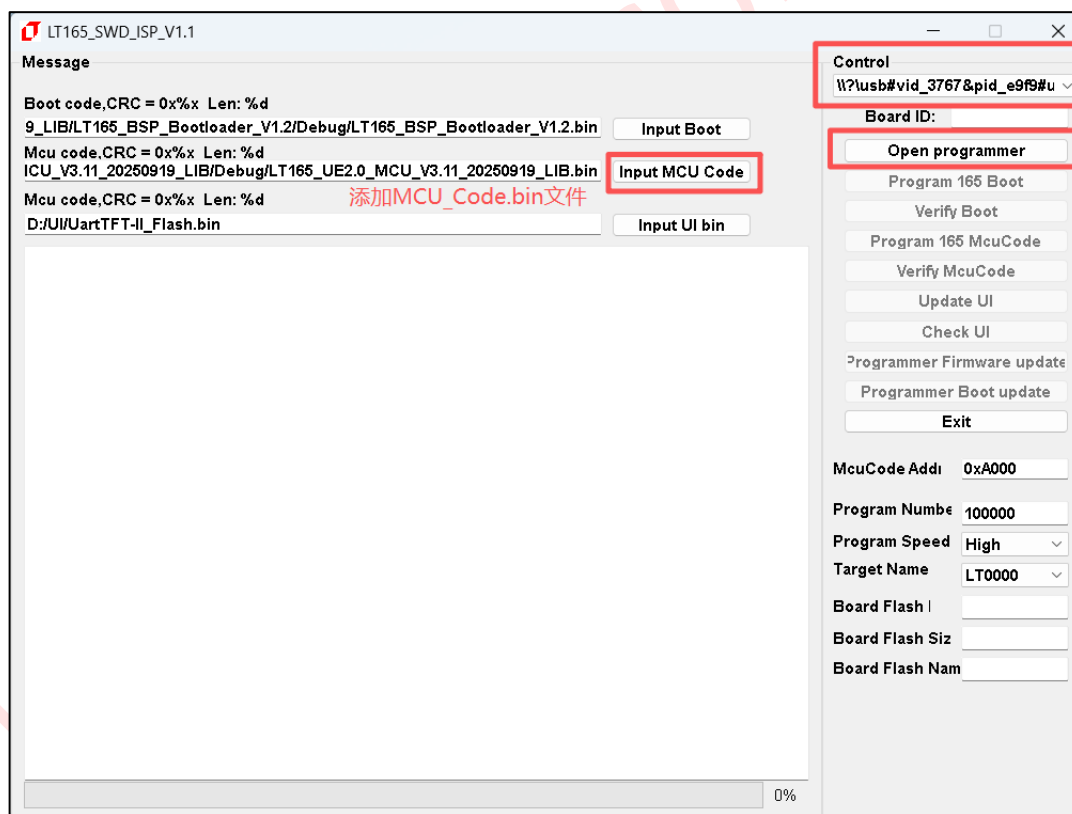 LT165_SWD_ISP_V1.1
Message
Boot code,CRC = 0x%x Len: %d
9_LIB/LT165_BSP_Bootloader_V1.2/Debug/LT165_BSP_Bootloader_V1.2.bin
Input Boot
Mcu code,CRC = 0x%x Len: %d
ICU_V3.11_20250919_LIB/Debug/LT165_UE2.0_MCU_V3.11_20250919_LIB.bin
Input MCU Code
添加MCU_Code.bin文件
Mcu code,CRC = 0x%x Len: %d
D:/UI/UartTFT-II_Flash.bin
Input UI bin
0%
Control
\\?\usb#vid_3767&pid_e9f9#u
Board ID:
Open programmer
Program 165 Boot
Verify Boot
Program 165 McuCode
Verify McuCode
Update UI
Check UI
Programmer Firmware update
Programmer Boot update
Exit
McuCode Addr 0xA000
Program Numbe 100000
Program Speed High
Target Name LT0000
Board Flash I
Board Flash Siz
Board Flash Nam